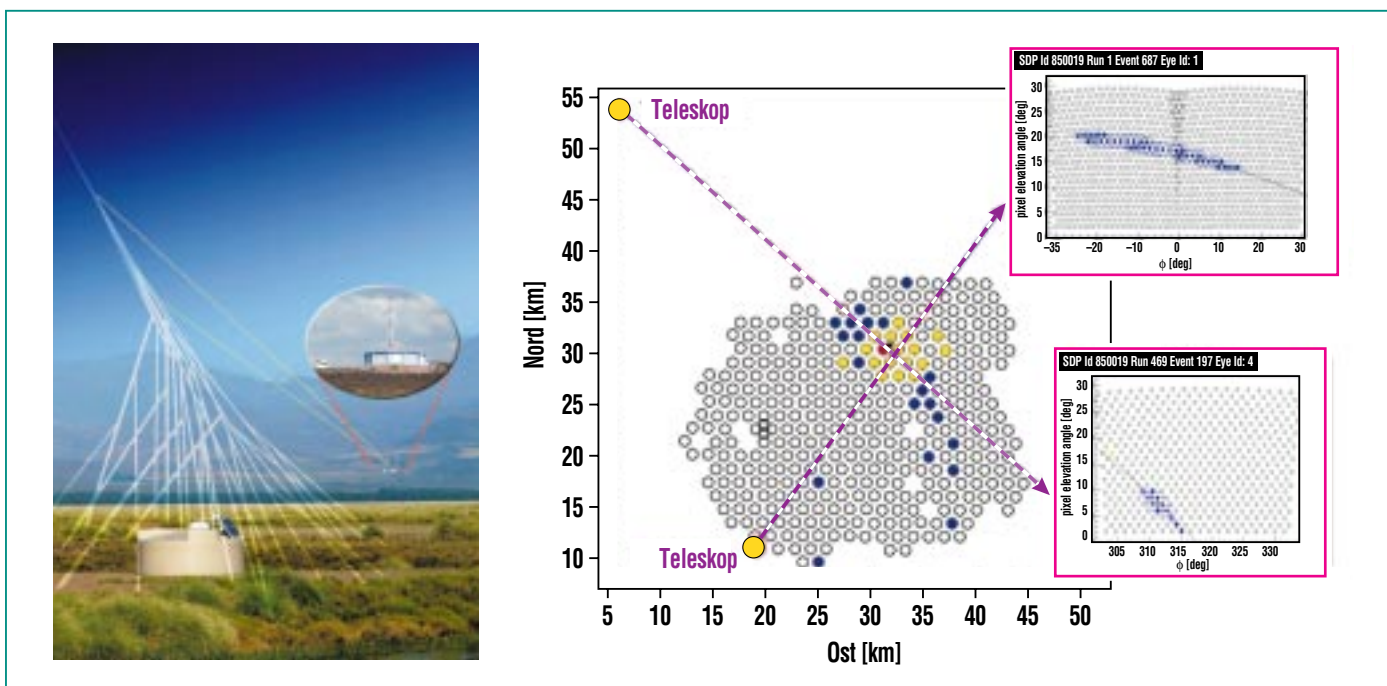 55
50
45
40
35
30
25
20
15
10
Nord [km]
5 10 15 20 25 30 35 40 45 50
Ost [km]
Teleskop
Teleskop
SDP Id 850019 Run 1 Event 687 Eye Id: 1
pixel elevation angle [deg]
30
25
20
15
10
5
0
–35 –20 –10 0 10 20 30
ϕ [deg]
SDP Id 850019 Run 469 Event 197 Eye Id: 4
pixel elevation angle [deg]
30
25
20
15
10
5
0
305 310 315 320 325 330
ϕ [deg]